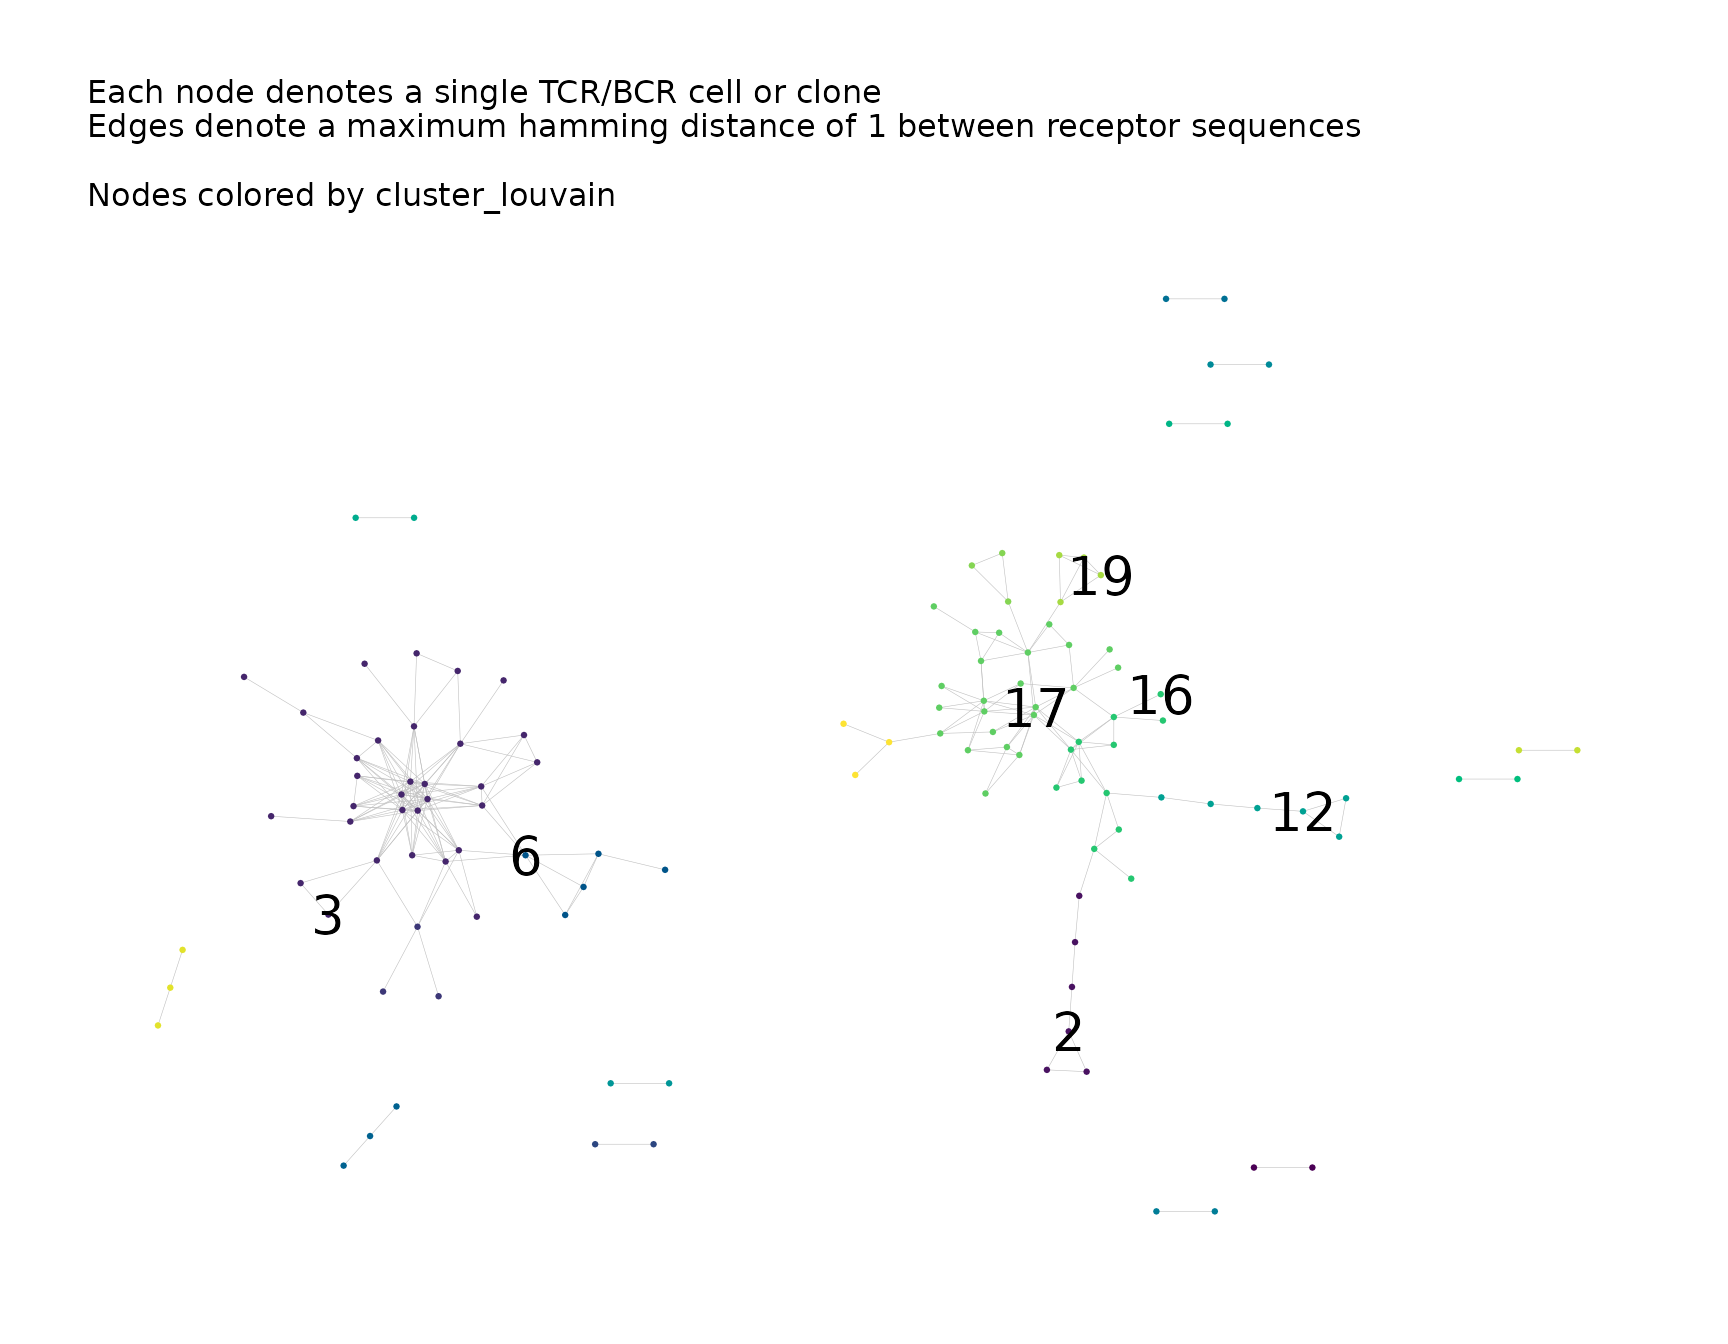 Each node denotes a single TCR/BCR cell or clone
Edges denote a maximum hamming distance of 1 between receptor sequences
Nodes colored by cluster_louvain
19
16
17
12
6
3
2